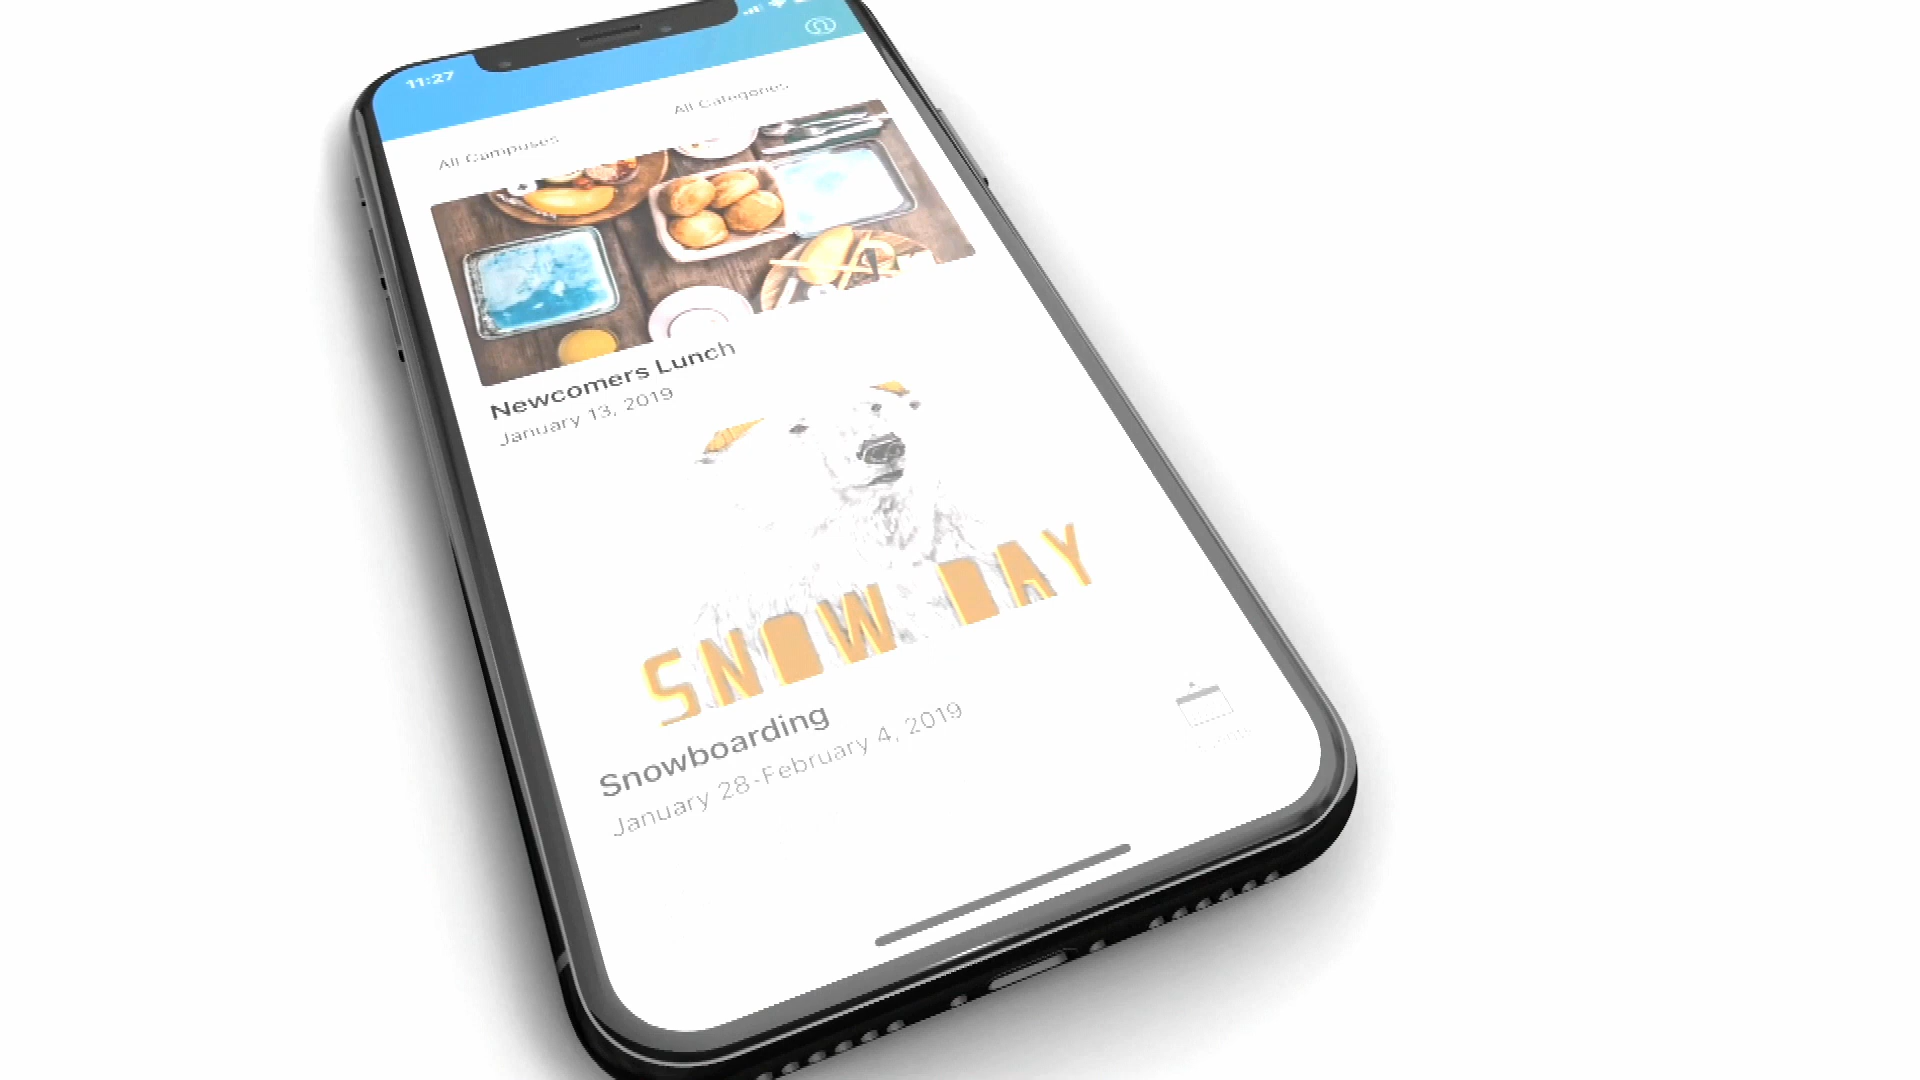 11:27
All Campuses
All Categories
Newcomers Lunch
January 13, 2019
SNOW DAY
Snowboarding
January 28-February 4, 2019